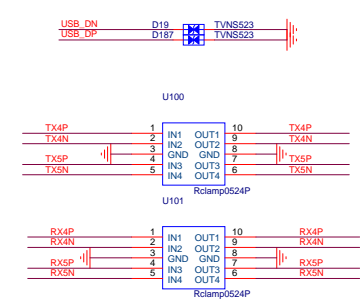 USB_DN D19 TVNS523
USB_DP D187 TVNS523
U100
TX4P 1 IN1 OUT1 10 TX4P
TX4N 2 IN2 OUT2 9 TX4N
3 GND GND 8
TX5P 4 IN3 OUT3 7 TX5P
TX5N 5 IN4 OUT4 6 TX5N
Rclamp0524P
U101
RX4P 1 IN1 OUT1 10 RX4P
RX4N 2 IN2 OUT2 9 RX4N
3 GND GND 8
RX5P 4 IN3 OUT3 7 RX5P
RX5N 5 IN4 OUT4 6 RX5N
Rclamp0524P